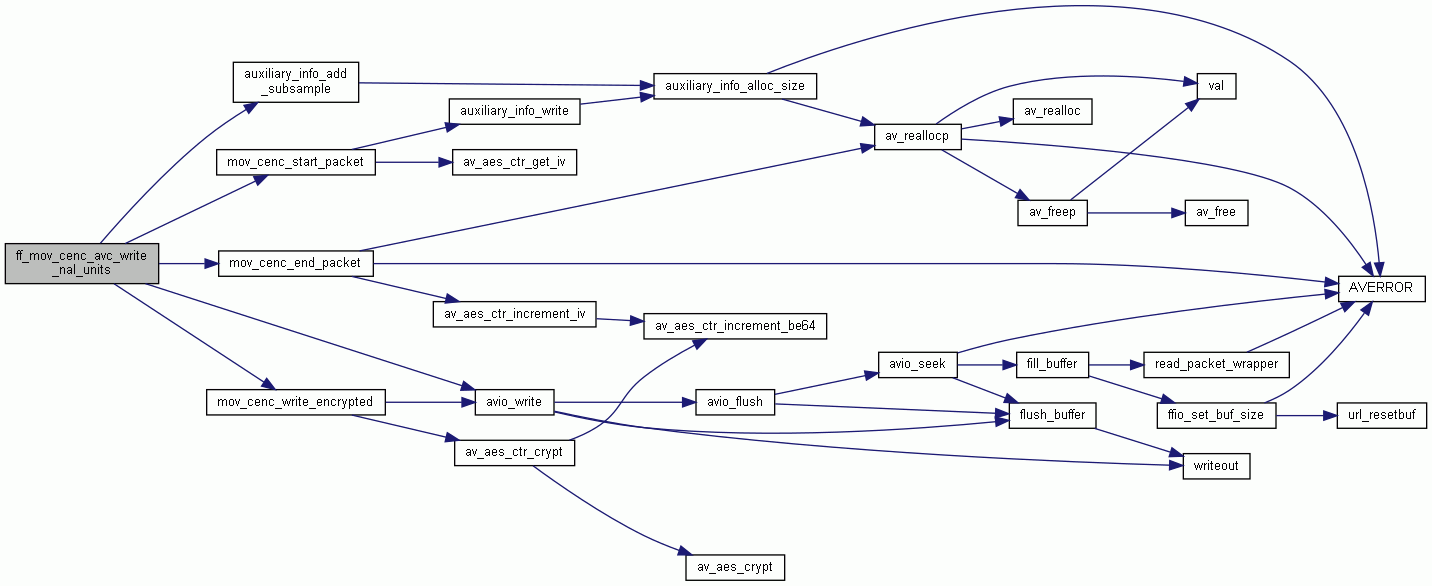 auxiliary_info_add
_subsample
auxiliary_info_alloc_size
val
auxiliary_info_write
av_realloc
av_reallocp
mov_cenc_start_packet
av_aes_ctr_get_iv
av_freep
av_free
ff_mov_cenc_avc_write
_nal_units
mov_cenc_end_packet
AVERROR
av_aes_ctr_increment_iv
av_aes_ctr_increment_be64
avio_seek
fill_buffer
read_packet_wrapper
mov_cenc_write_encrypted
avio_write
avio_flush
flush_buffer
ffio_set_buf_size
url_resetbuf
av_aes_ctr_crypt
writeout
av_aes_crypt